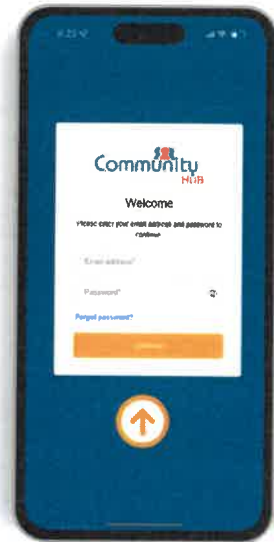 Community
HUB
Welcome
Please enter your email address and password to
continue
Email address*
Password*
Forgot password?